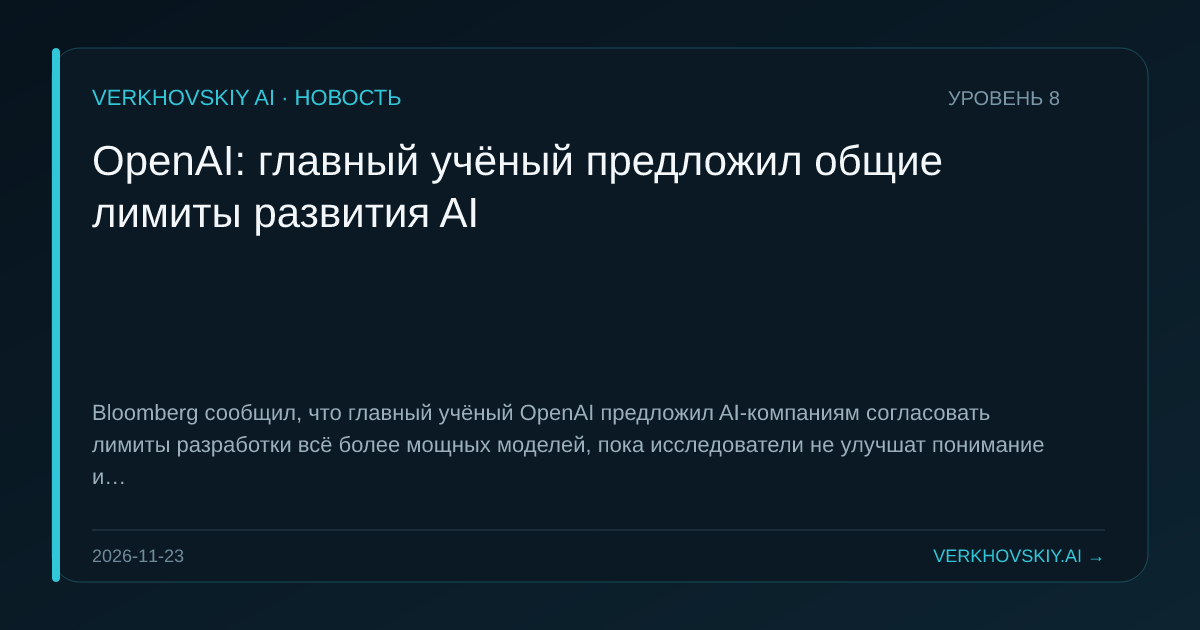 VERKHOVSKIY AI · НОВОСТЬ
УРОВЕНЬ 8
OpenAI: главный учёный предложил общие
лимиты развития AI
Bloomberg сообщил, что главный учёный OpenAI предложил AI-компаниям согласовать
лимиты разработки всё более мощных моделей, пока исследователи не улучшат понимание
и…
2026-11-23
VERKHOVSKIY.AI →